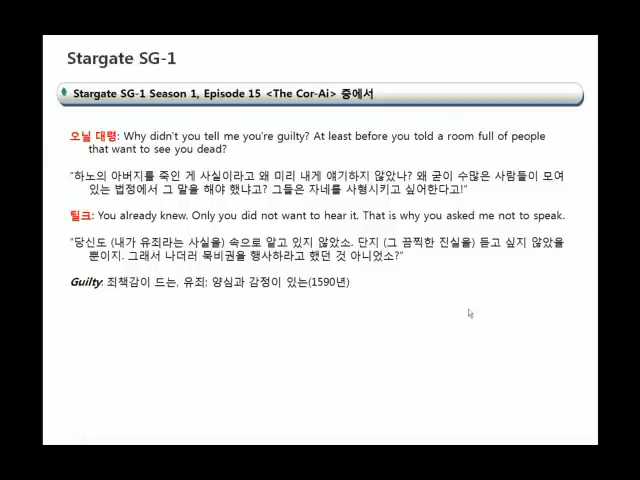 Stargate SG-1
Stargate SG-1 Season 1, Episode 15 <The Cor-Ai> 중에서
오닐 대령: Why didn't you tell me you're guilty? At least before you told a room full of people
that want to see you dead?
"하노의 아버지를 죽인 게 사실이라고 왜 미리 내게 얘기하지 않았나? 왜 굳이 수많은 사람들이 모여
있는 법정에서 그 말을 해야 했냐고? 그들은 자네를 사형시키고 싶어한다고!"
틸크: You already knew. Only you did not want to hear it. That is why you asked me not to speak.
"당신도 (내가 유죄라는 사실을) 속으로 알고 있지 않았소. 단지 (그 끔찍한 진실을) 듣고 싶지 않았을
뿐이지. 그래서 나더러 묵비권을 행사하라고 했던 것 아니었소?"
Guilty: 죄책감이 드는, 유죄; 양심과 감정이 있는(1590년)